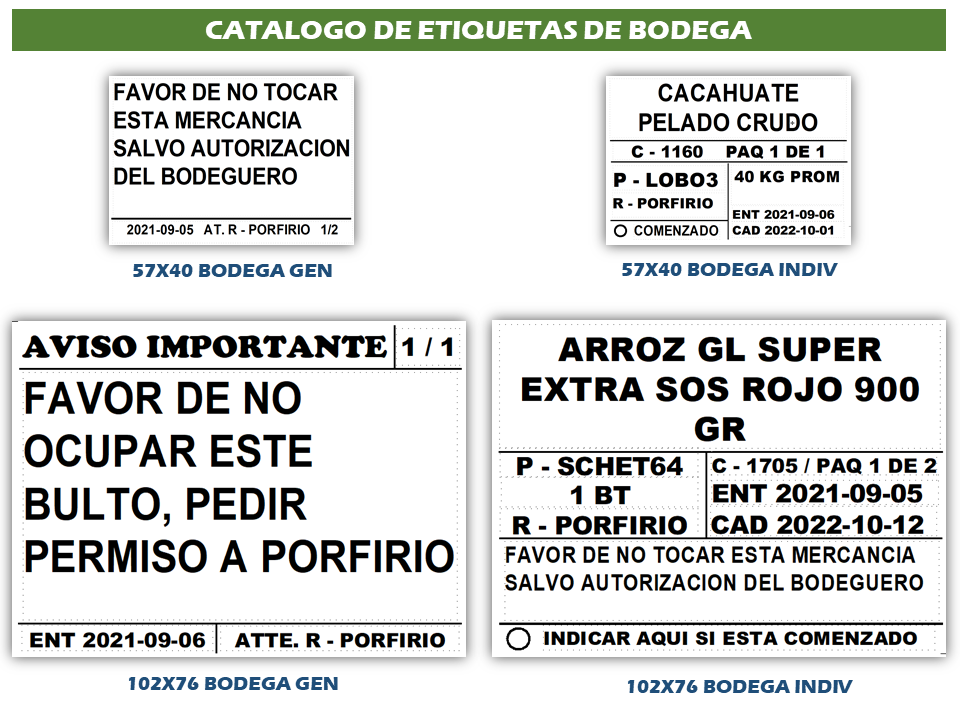 CATALOGO DE ETIQUETAS DE BODEGA
FAVOR DE NO TOCAR
ESTA MERCANCIA
SALVO AUTORIZACION
DEL BODEGUERO
2021-09-05 AT. R - PORFIRIO 1/2
57X40 BODEGA GEN
CACAHUATE
PELADO CRUDO
C - 1160 PAQ 1 DE 1
P - LOBO3
R - PORFIRIO
COMENZADO
40 KG PROM
ENT 2021-09-06
CAD 2022-10-01
57X40 BODEGA INDIV
AVISO IMPORTANTE 1 / 1
FAVOR DE NO
OCUPAR ESTE
BULTO, PEDIR
PERMISO A PORFIRIO
ENT 2021-09-06 ATTE. R - PORFIRIO
102X76 BODEGA GEN
ARROZ GL SUPER
EXTRA SOS ROJO 900
GR
P - SCHET64
1 BT
R - PORFIRIO
C - 1705 / PAQ 1 DE 2
ENT 2021-09-05
CAD 2022-10-12
FAVOR DE NO TOCAR ESTA MERCANCIA
SALVO AUTORIZACION DEL BODEGUERO
INDICAR AQUI SI ESTA COMENZADO
102X76 BODEGA INDIV